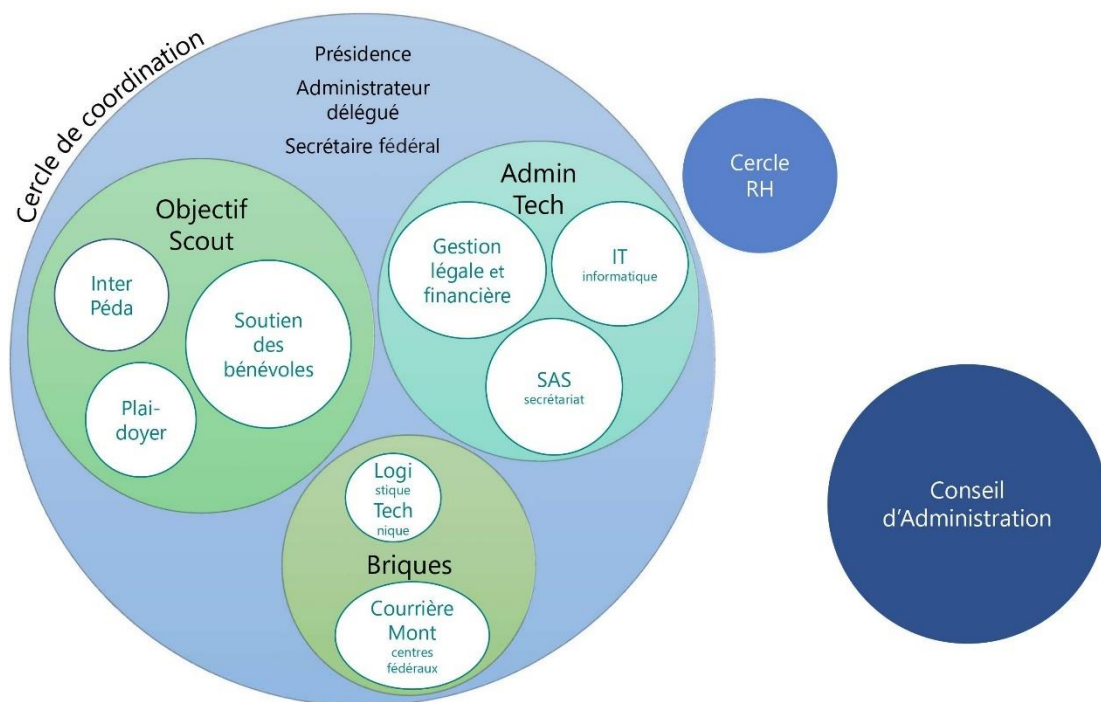 Cercle de coordination
Présidence
Administrateur
délégué
Secrétaire fédéral
Objectif
Scout
Inter
Péda
Soutien
des
bénévoles
Plai-
doyer
Admin
Tech
Gestion
légale et
financière
IT
informatique
SAS
secrétariat
Logi
stique
Tech
nique
Briques
Courrière
Mont
centres
fédéraux
Cercle
RH
Conseil
d'Administration